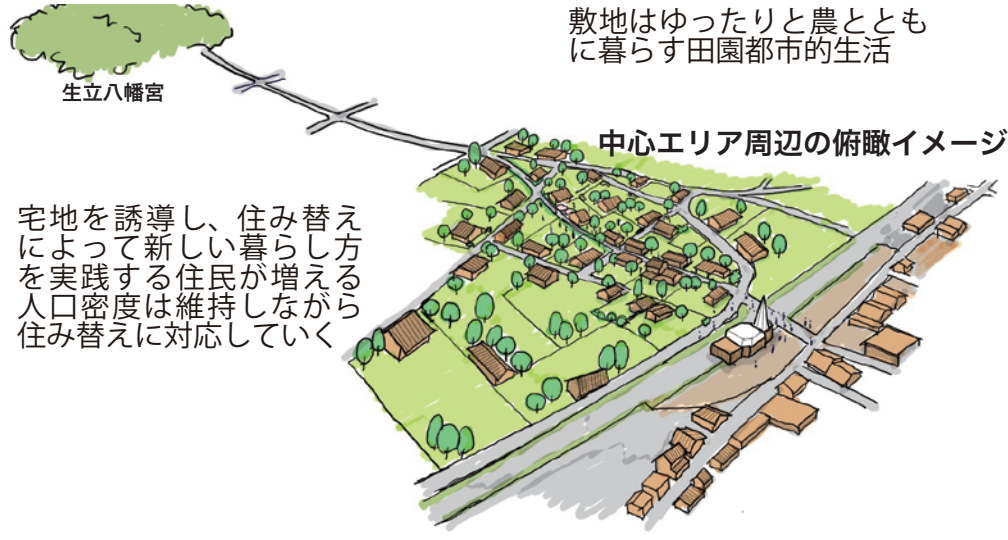 敷地はゆったりと農ととも
に暮らす田園都市的生活
生立八幡宮
中心エリア周辺の俯瞰イメージ
宅地を誘導し、住み替え
によって新しい暮らし方
を実践する住民が増える
人口密度は維持しながら
住み替えに対応していく